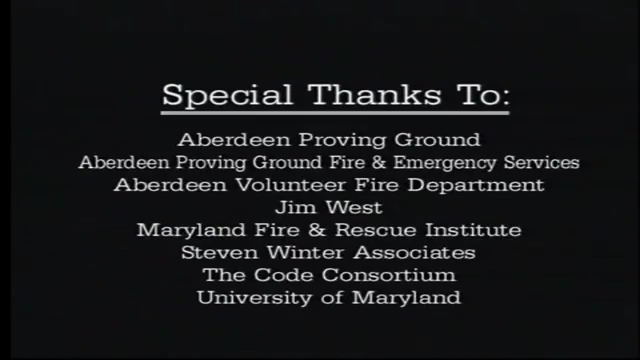 Special Thanks To:
Aberdeen Proving Ground
Aberdeen Proving Ground Fire & Emergency Services
Aberdeen Volunteer Fire Department
Jim West
Maryland Fire & Rescue Institute
Steven Winter Associates
The Code Consortium
University of Maryland